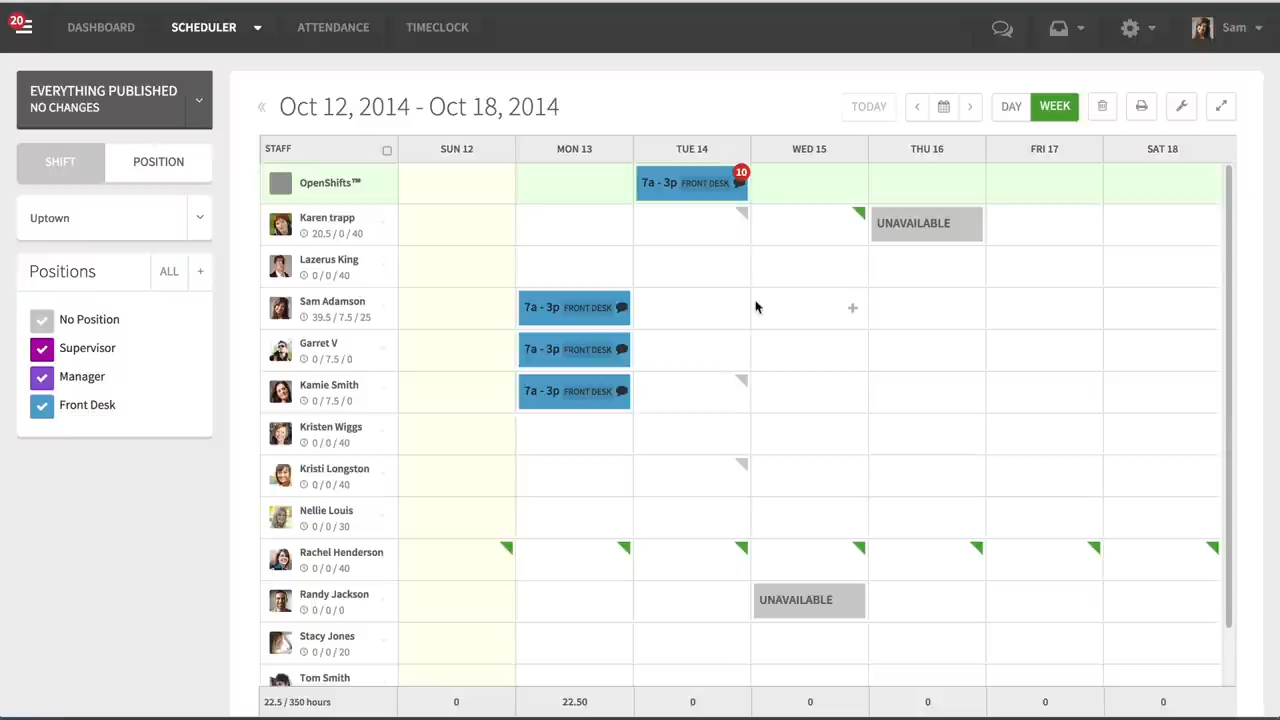 20
DASHBOARD SCHEDULER ATTENDANCE TIMECLOCK Sam
EVERYTHING PUBLISHED
NO CHANGES
SHIFT POSITION
Uptown
Positions ALL +
No Position
Supervisor
Manager
Front Desk
« Oct 12, 2014 - Oct 18, 2014 TODAY DAY WEEK
STAFF SUN 12 MON 13 TUE 14 WED 15 THU 16 FRI 17 SAT 18
OpenShifts™ 7a - 3p FRONT DESK 10
Karen trapp UNAVAILABLE
20.5 / 0 / 40
Lazerus King
0 / 0 / 40
Sam Adamson 7a - 3p FRONT DESK
39.5 / 7.5 / 25
Garret V 7a - 3p FRONT DESK
0 / 7.5 / 0
Kamie Smith 7a - 3p FRONT DESK
0 / 7.5 / 0
Kristen Wiggs
0 / 0 / 40
Kristi Longston
0 / 0 / 40
Nellie Louis
0 / 0 / 30
Rachel Henderson
0 / 0 / 40
Randy Jackson UNAVAILABLE
0 / 0 / 0
Stacy Jones
0 / 0 / 20
Tom Smith
22.5 / 350 hours 0 22.50 0 0 0 0 0